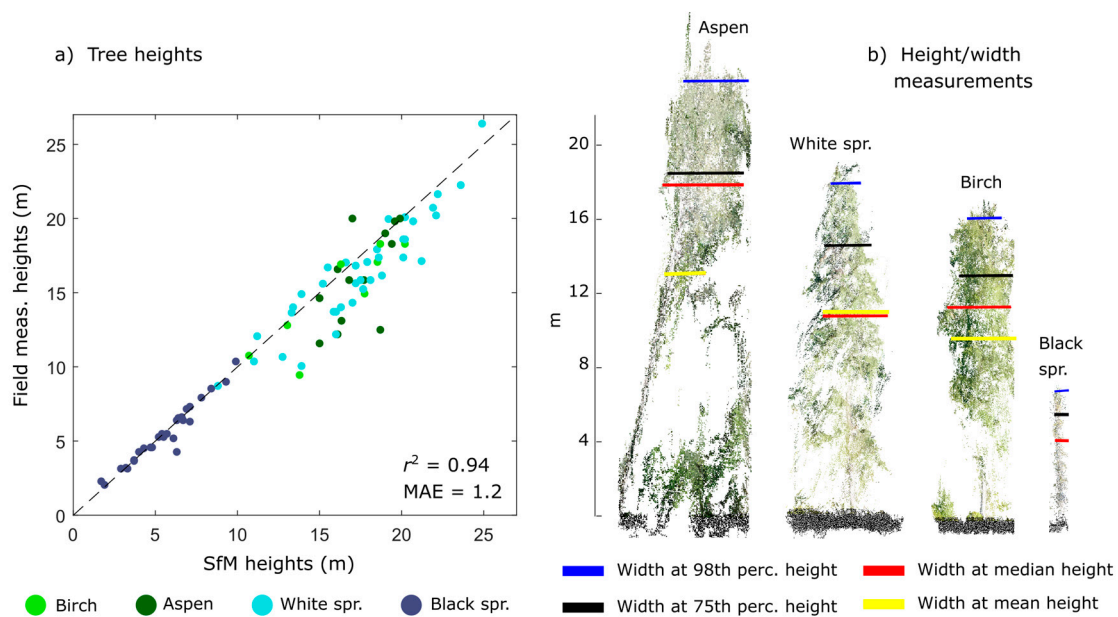 a) Tree heights
Field meas. heights (m)
25
20
15
10
5
0
0
5
10
15
20
25
SfM heights (m)
r² = 0.94
MAE = 1.2
Birch
Aspen
White spr.
Black spr.
b) Height/width
measurements
Aspen
White spr.
Birch
Black
spr.
m
20
16
12
8
4
Width at 98th perc. height
Width at median height
Width at 75th perc. height
Width at mean height